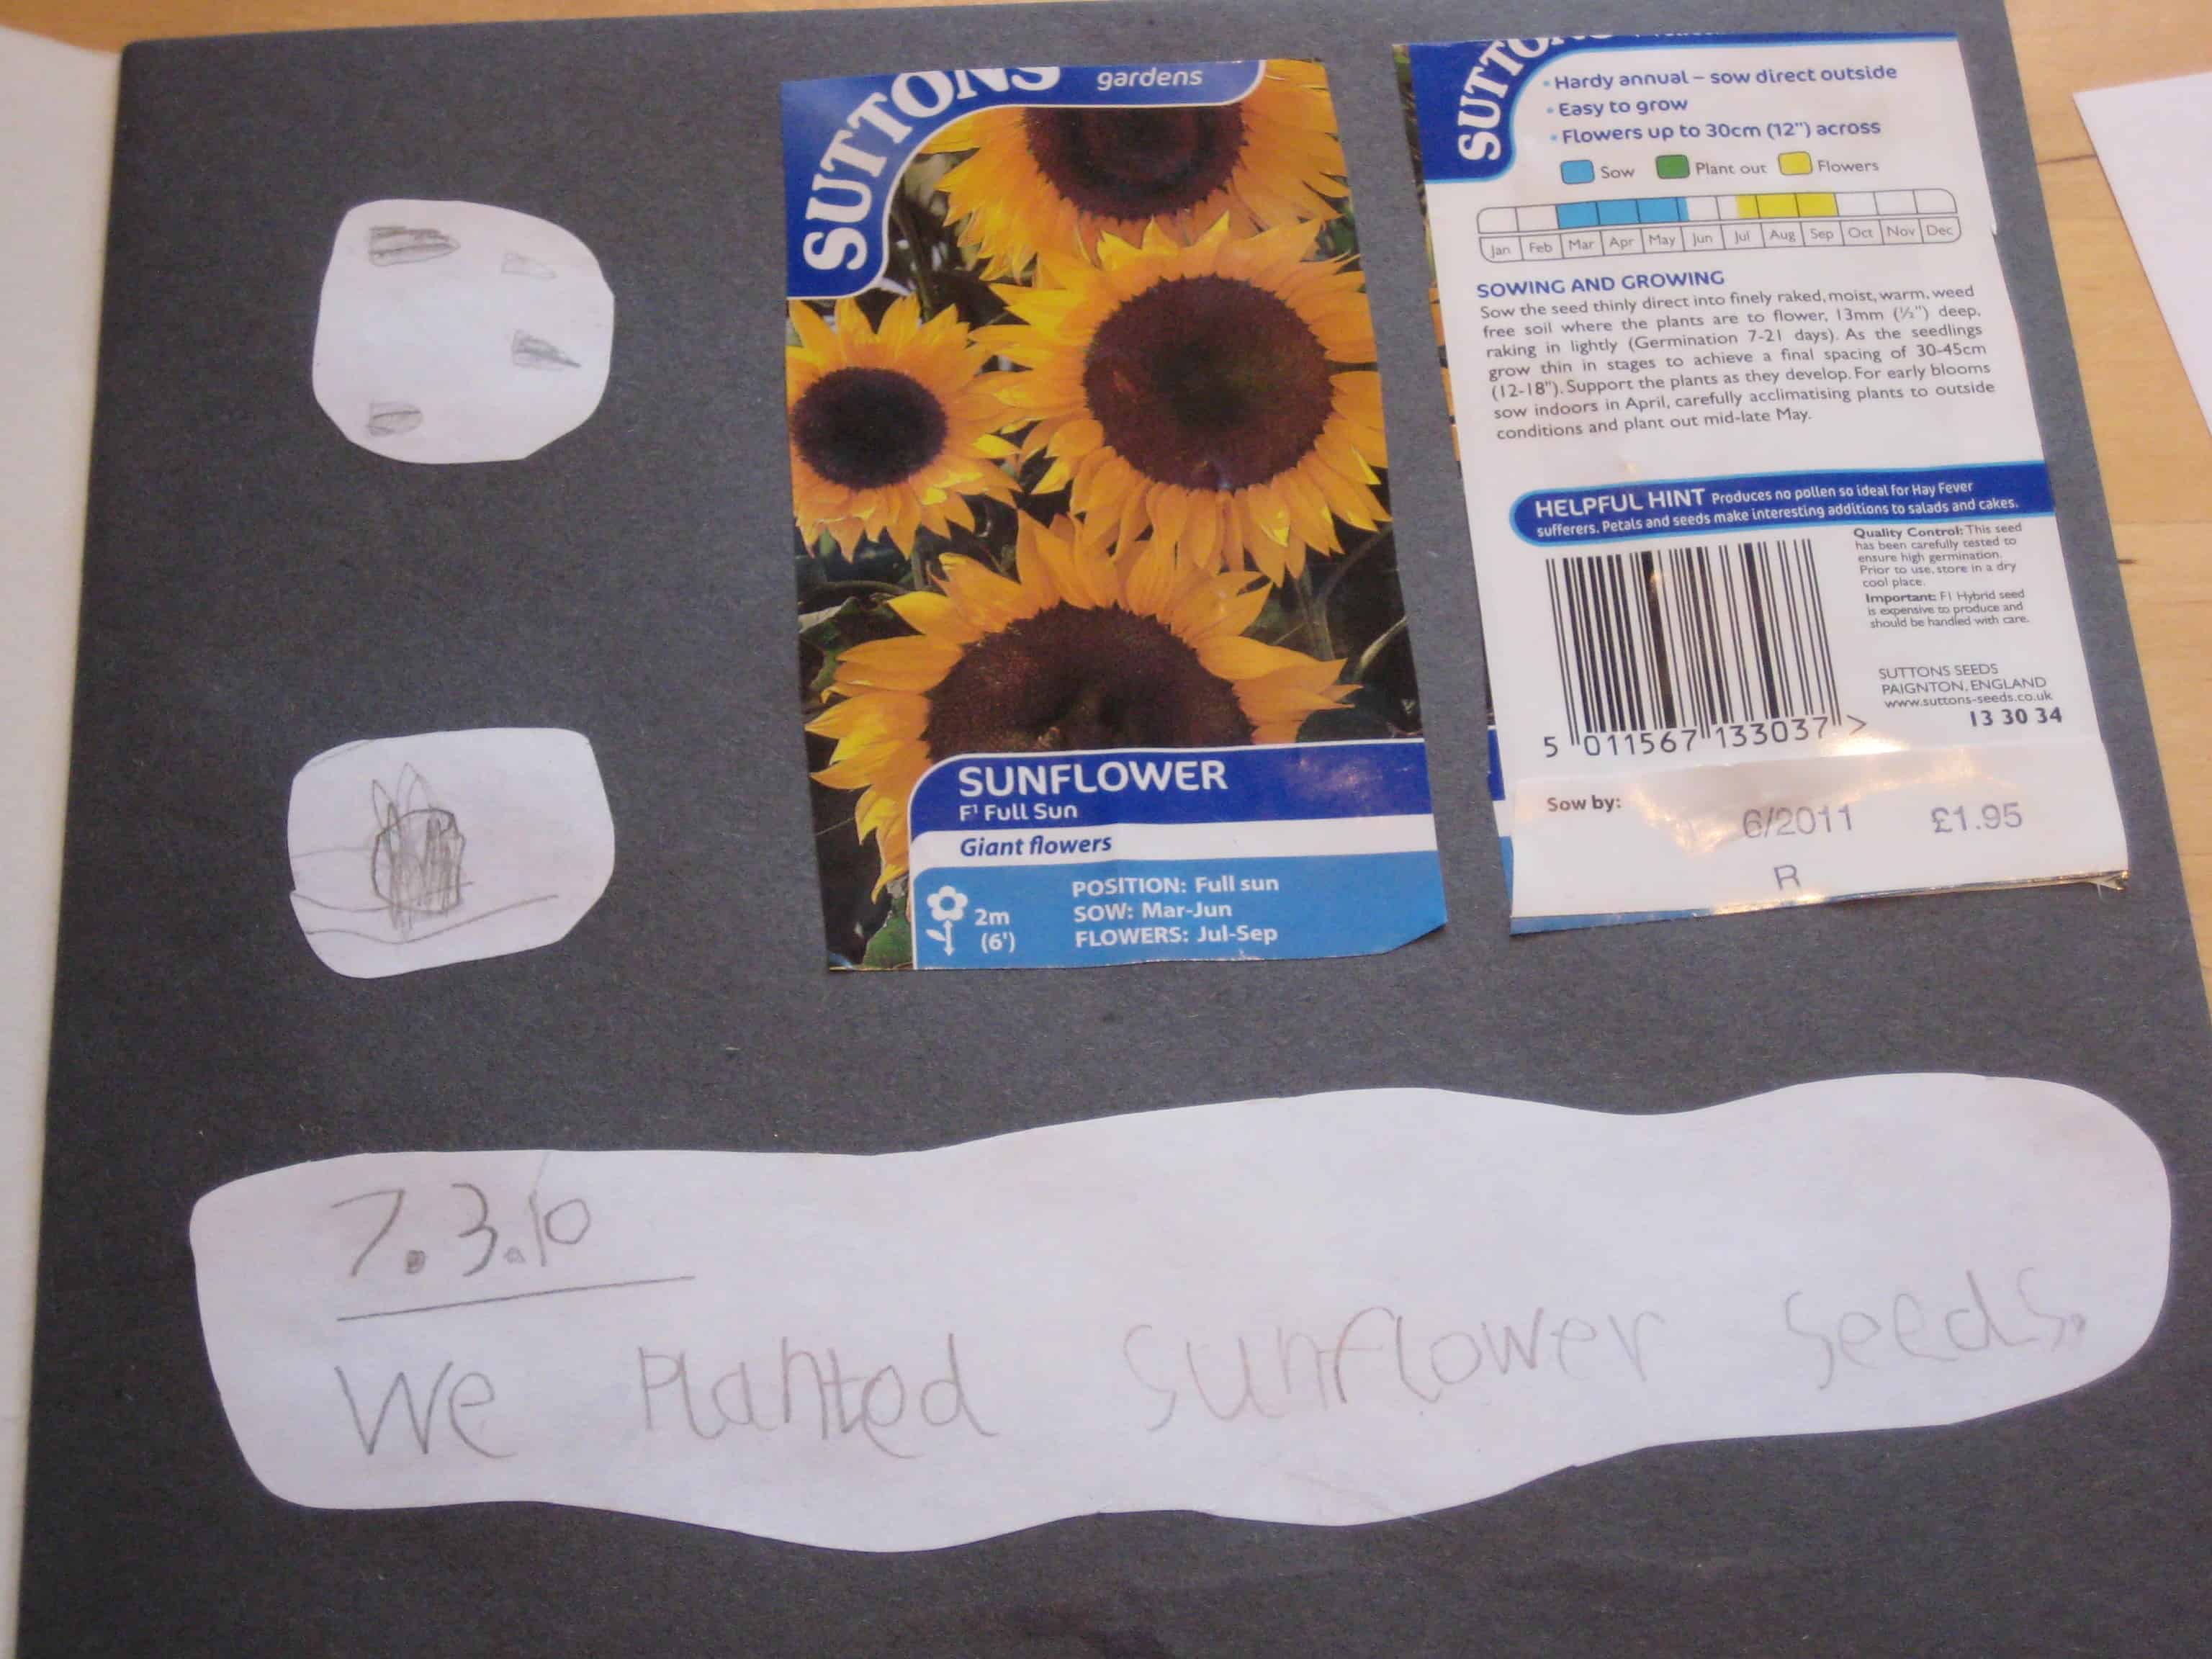 SUTTONS
gardens
SUNFLOWER
F¹ Full Sun
Giant flowers
2m
(6')
POSITION: Full sun
SOW: Mar-Jun
FLOWERS: Jul-Sep
SUTTO
• Hardy annual – sow direct outside
• Easy to grow
• Flowers up to 30cm (12") across
Sow Plant out Flowers
Jan Feb Mar Apr May Jun Jul Aug Sep Oct Nov Dec
SOWING AND GROWING
Sow the seed thinly direct into finely raked, moist, warm, weed
free soil where the plants are to flower, 13mm (½") deep,
raking in lightly (Germination 7-21 days). As the seedlings
grow thin in stages to achieve a final spacing of 30-45cm
(12-18"). Support the plants as they develop. For early blooms
sow indoors in April, carefully acclimatising plants to outside
conditions and plant out mid-late May.
HELPFUL HINT Produces no pollen so ideal for Hay Fever
sufferers. Petals and seeds make interesting additions to salads and cakes.
Quality Control: This seed
has been carefully tested to
ensure high germination.
Prior to use, store in a dry
cool place.
Important: F1 Hybrid seed
is expensive to produce and
should be handled with care.
SUTTONS SEEDS
PAIGNTON, ENGLAND
www.suttons-seeds.co.uk
13 30 34
5 011567 133037 >
Sow by: 6/2011 £1.95
R
7.3.10
We Planted sunflower seeds.